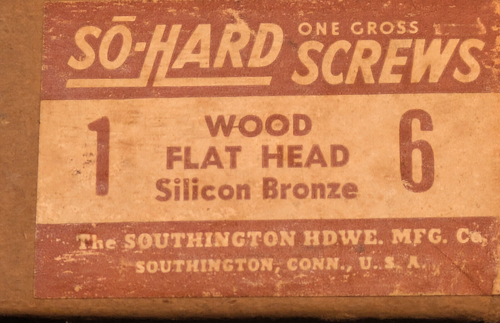 SŌ-HARD ONE GROSS SCREWS
1 WOOD FLAT HEAD Silicon Bronze 6
The SOUTHINGTON HDWE. MFG. Co.
SOUTHINGTON, CONN., U. S. A.